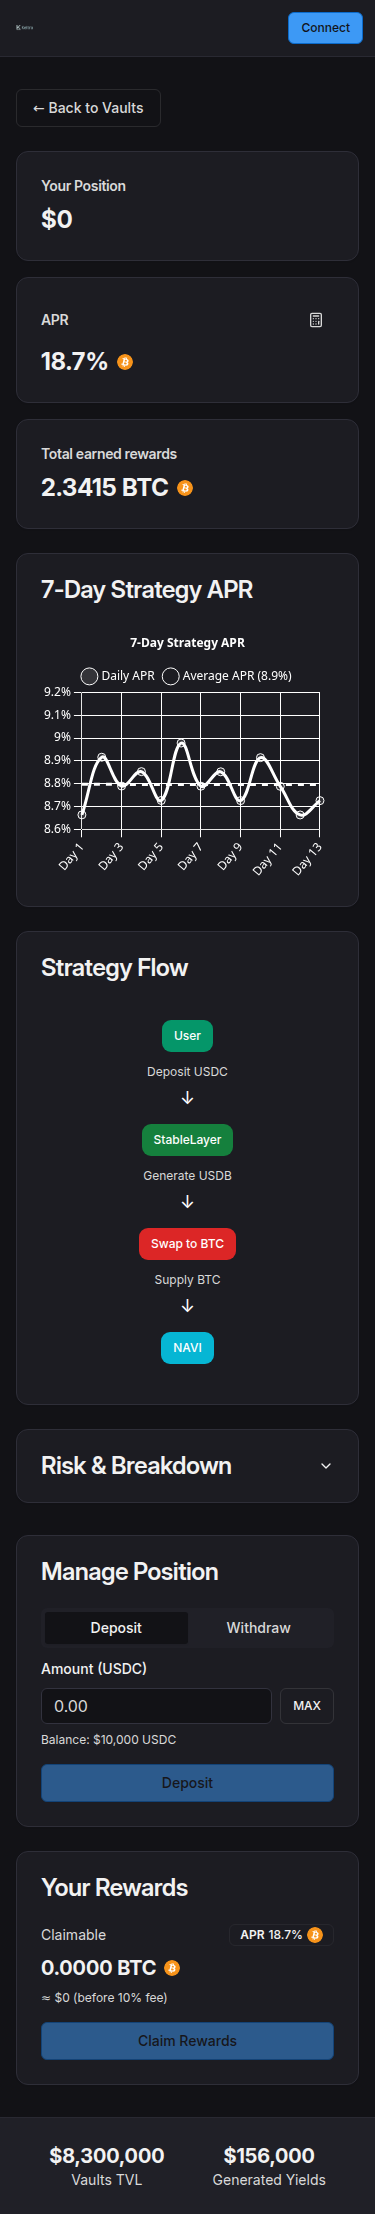 Connect
← Back to Vaults
Your Position
$0
APR
18.7%
Total earned rewards
2.3415 BTC
7-Day Strategy APR
7-Day Strategy APR
Daily APR Average APR (8.9%)
9.2%
9.1%
9%
8.9%
8.8%
8.7%
8.6%
Day 1 Day 3 Day 5 Day 7 Day 9 Day 11 Day 13
Strategy Flow
User
Deposit USDC
↓
StableLayer
Generate USDB
↓
Swap to BTC
Supply BTC
↓
NAVI
Risk & Breakdown
Manage Position
Deposit Withdraw
Amount (USDC)
0.00 MAX
Balance: $10,000 USDC
Deposit
Your Rewards
Claimable APR 18.7%
0.0000 BTC
≈ $0 (before 10% fee)
Claim Rewards
$8,300,000 $156,000
Vaults TVL Generated Yields